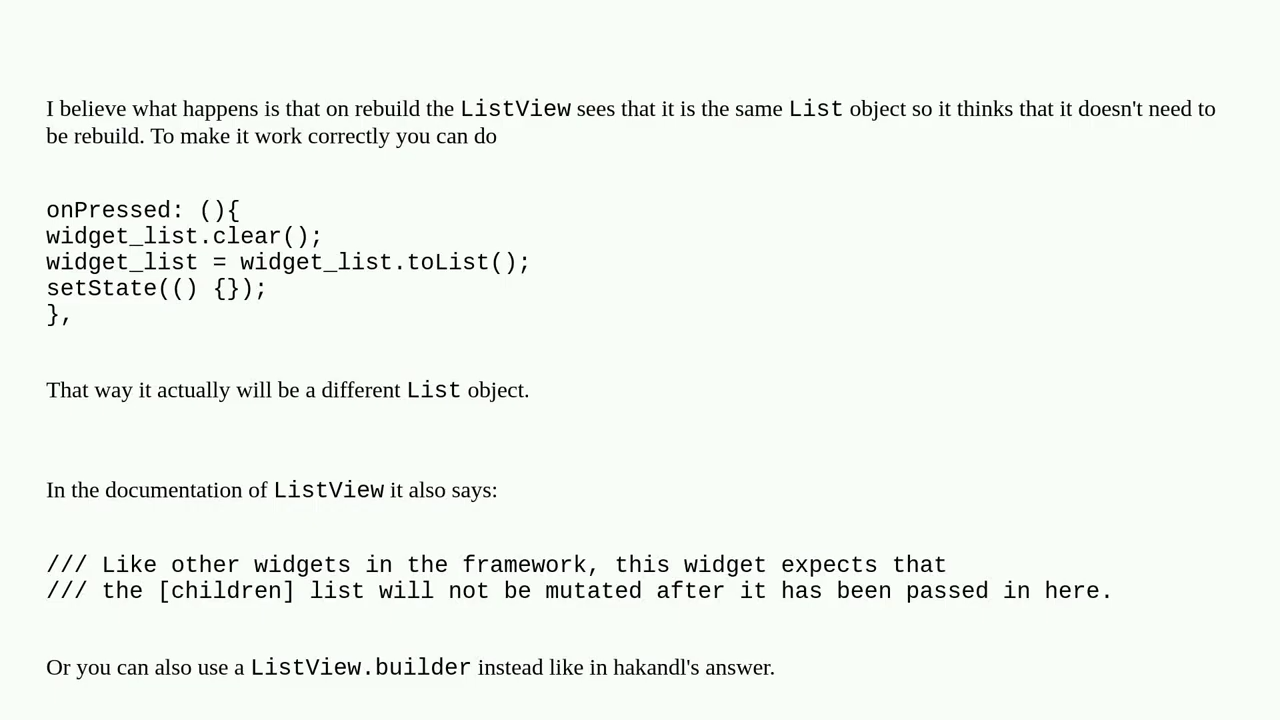 I believe what happens is that on rebuild the ListView sees that it is the same List object so it thinks that it doesn't need to
be rebuild. To make it work correctly you can do
onPressed: (){
widget_list.clear();
widget_list = widget_list.toList();
setState(() {});
},
That way it actually will be a different List object.
In the documentation of ListView it also says:
/// Like other widgets in the framework, this widget expects that
/// the [children] list will not be mutated after it has been passed in here.
Or you can also use a ListView.builder instead like in hakandl's answer.